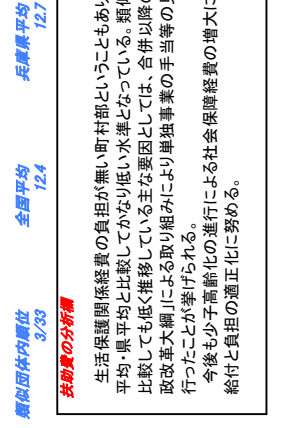 類似団体内順位
3/33
全国平均
12.4
兵庫県平均
12.7
扶助費の分析欄
生活保護関係経費の負担が無い町村部ということもあり
平均・県平均と比較してかなり低い水準となっている。類似
比較しても低く推移している主な要因としては、合併以降の
政改革大綱」による取り組みにより単独事業の手当等の見
行ったことが挙げられる。
今後も少子高齢化の進行による社会保障経費の増大に
給付と負担の適正化に努める。